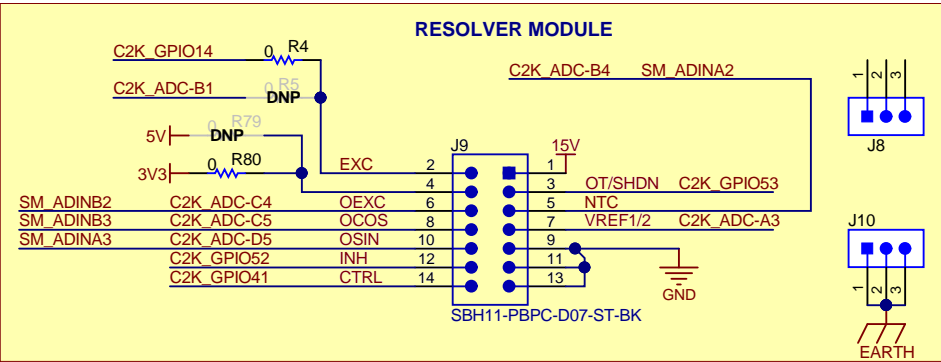 RESOLVER MODULE
C2K_GPIO14 0 R4
C2K_ADC-B4 SM_ADINA2
C2K_ADC-B1 0 R5
DNP
1 2 3
J8
5V 0 R79
DNP
3V3 0 R80
J9 15V
EXC 2 1
4 3 OT/SHDN C2K_GPIO53
SM_ADINB2 C2K_ADC-C4 OEXC 6 5 NTC
SM_ADINB3 C2K_ADC-C5 OCOS 8 7 VREF1/2 C2K_ADC-A3
SM_ADINA3 C2K_ADC-D5 OSIN 10 9
C2K_GPIO52 INH 12 11
C2K_GPIO41 CTRL 14 13
GND
SBH11-PBPC-D07-ST-BK
J10
1 2 3
EARTH